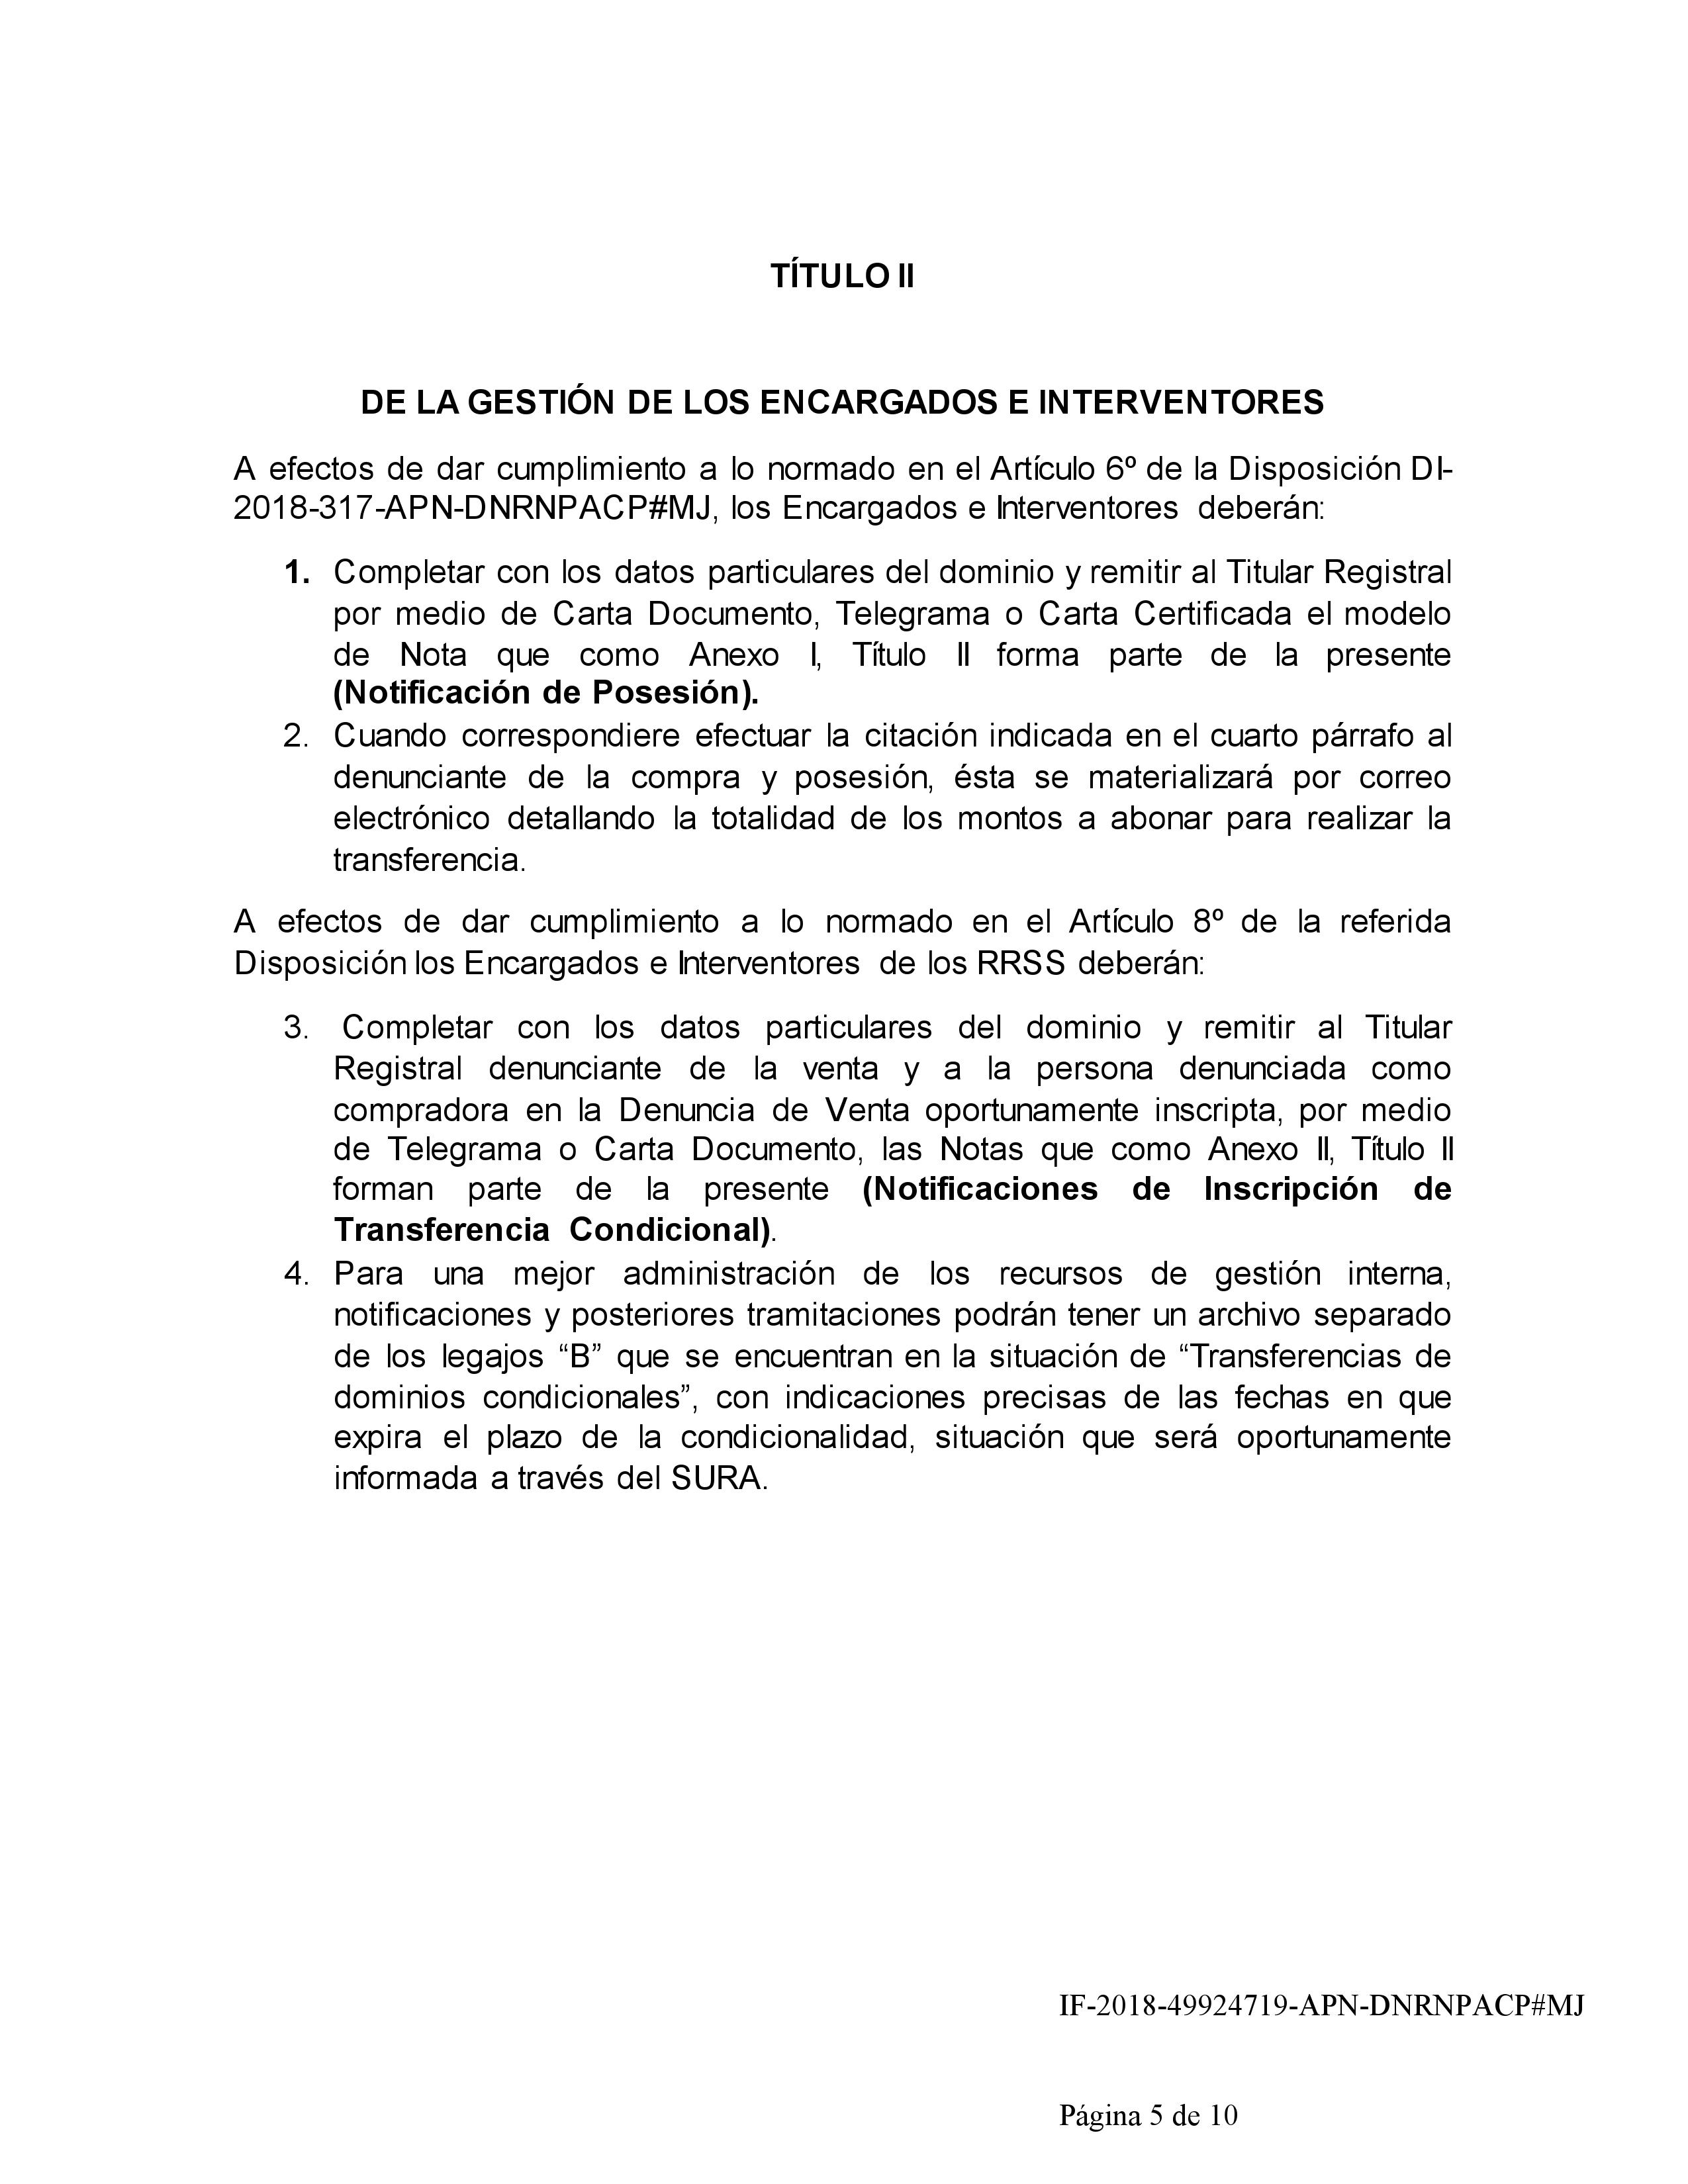 TÍTULO II
DE LA GESTIÓN DE LOS ENCARGADOS E INTERVENTORES
A efectos de dar cumplimiento a lo normado en el Artículo 6º de la Disposición DI-
2018-317-APN-DNRNPACP#MJ, los Encargados e Interventores deberán:
1. Completar con los datos particulares del dominio y remitir al Titular Registral
por medio de Carta Documento, Telegrama o Carta Certificada el modelo
de Nota que como Anexo I, Título II forma parte de la presente
(Notificación de Posesión).
2. Cuando correspondiere efectuar la citación indicada en el cuarto párrafo al
denunciante de la compra y posesión, ésta se materializará por correo
electrónico detallando la totalidad de los montos a abonar para realizar la
transferencia.
A efectos de dar cumplimiento a lo normado en el Artículo 8º de la referida
Disposición los Encargados e Interventores de los RRSS deberán:
3. Completar con los datos particulares del dominio y remitir al Titular
Registral denunciante de la venta y a la persona denunciada como
compradora en la Denuncia de Venta oportunamente inscripta, por medio
de Telegrama o Carta Documento, las Notas que como Anexo II, Título II
forman parte de la presente (Notificaciones de Inscripción de
Transferencia Condicional).
4. Para una mejor administración de los recursos de gestión interna,
notificaciones y posteriores tramitaciones podrán tener un archivo separado
de los legajos “B” que se encuentran en la situación de “Transferencias de
dominios condicionales”, con indicaciones precisas de las fechas en que
expira el plazo de la condicionalidad, situación que será oportunamente
informada a través del SURA.
IF-2018-49924719-APN-DNRNPACP#MJ
Página 5 de 10